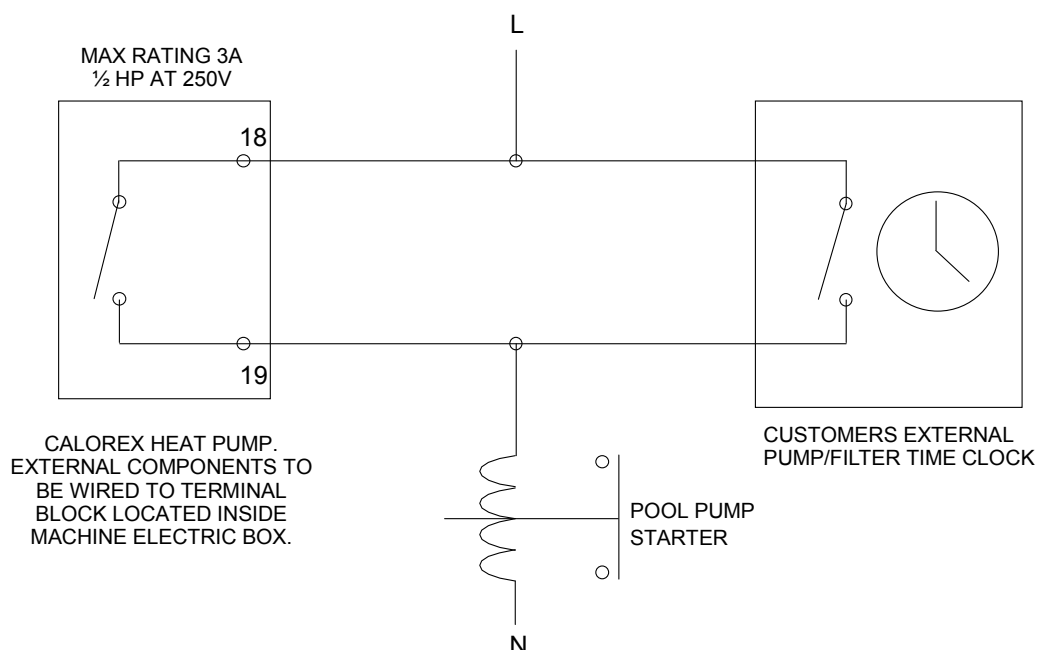 L
MAX RATING 3A
½ HP AT 250V
18
19
CALOREX HEAT PUMP.
EXTERNAL COMPONENTS TO
BE WIRED TO TERMINAL
BLOCK LOCATED INSIDE
MACHINE ELECTRIC BOX.
CUSTOMERS EXTERNAL
PUMP/FILTER TIME CLOCK
POOL PUMP
STARTER
N